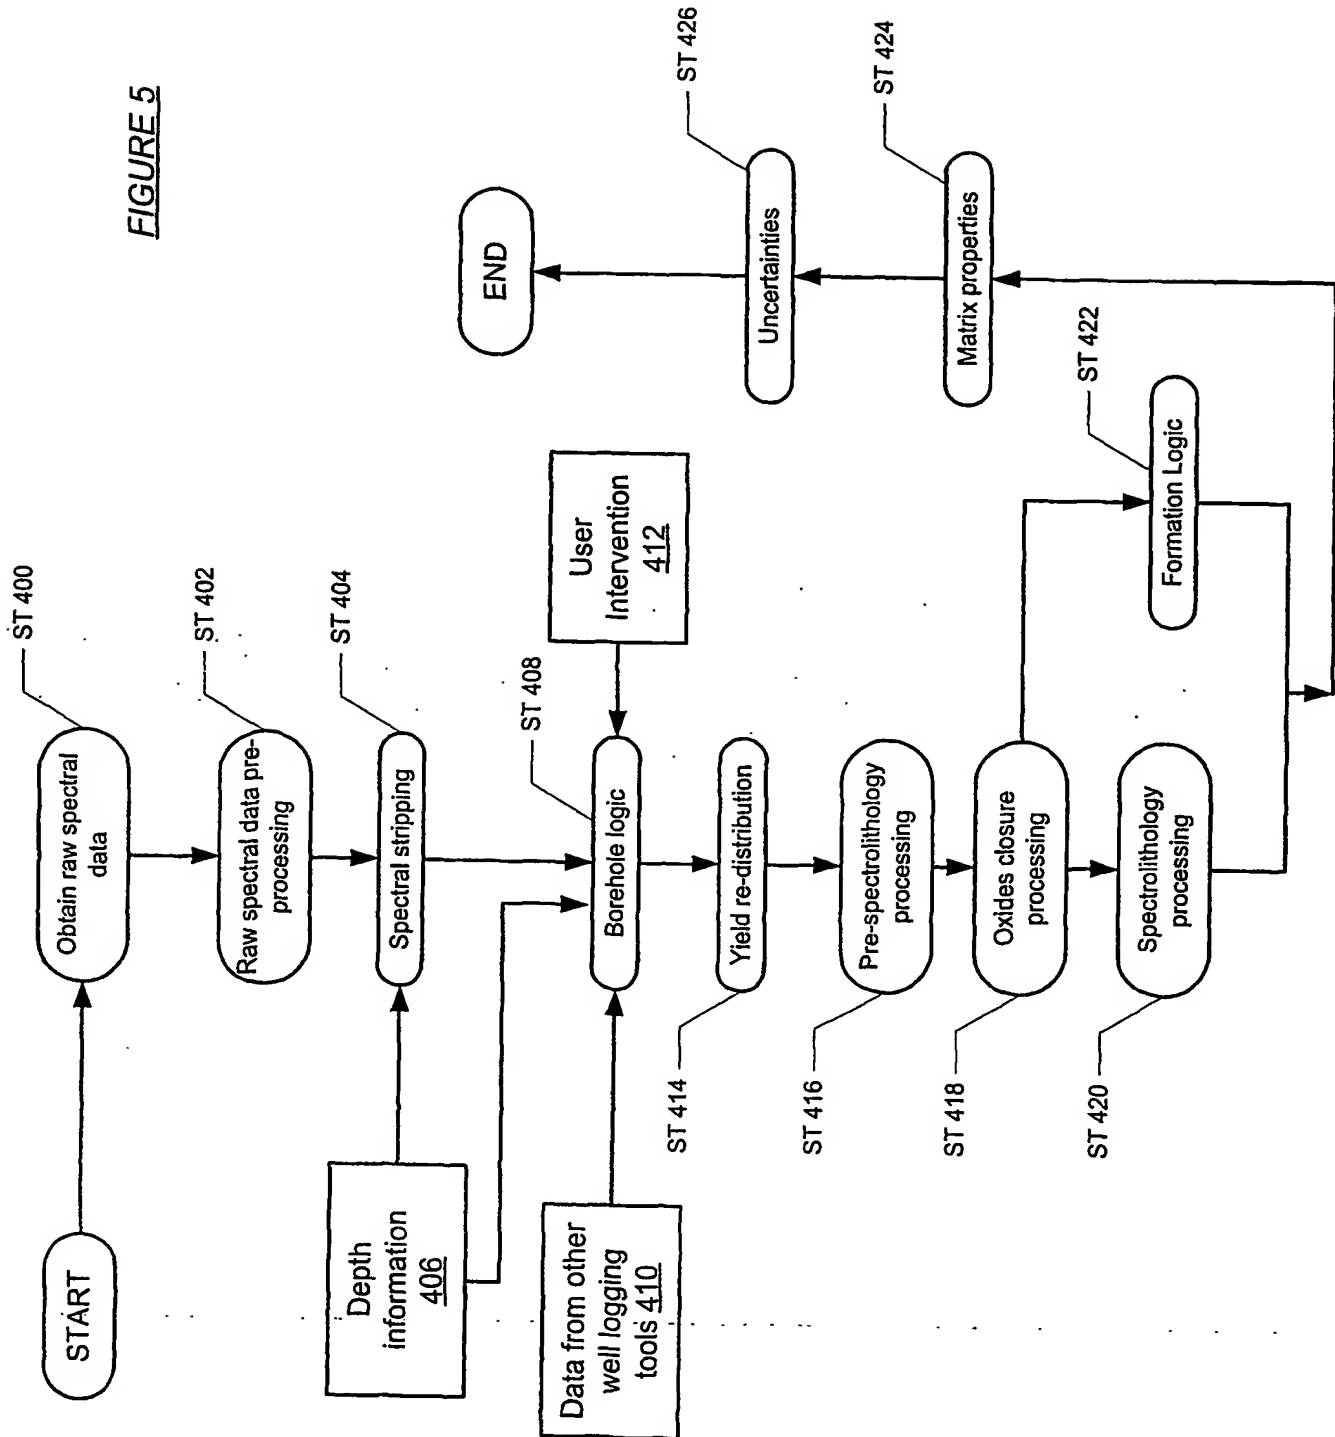 FIGURE 5
START
Obtain raw spectral
data
ST 400
Raw spectral data pre-
processing
ST 402
Spectral stripping
ST 404
Depth
information
406
Borehole logic
ST 408
Data from other
well logging
tools 410
User
Intervention
412
Yield re-distribution
ST 414
Pre-spectrolithology
processing
ST 416
Oxides closure
processing
ST 418
Spectrolithology
processing
ST 420
Formation Logic
ST 422
Matrix properties
ST 424
Uncertainties
ST 426
END